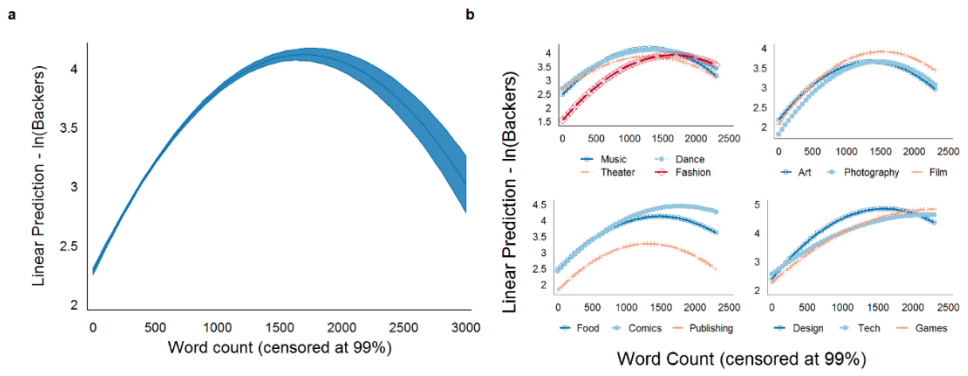 a
Linear Prediction - ln(Backers)
4
3.5
3
2.5
2
0 500 1000 1500 2000 2500 3000
Word count (censored at 99%)
b
Linear Prediction - ln(Backers)
4
3.5
3
2.5
2
1.5
0 500 1000 1500 2000 2500
Music Dance
Theater Fashion
4
3.5
3
2.5
2
0 500 1000 1500 2000 2500
Art Photography Film
4.5
4
3.5
3
2.5
2
0 500 1000 1500 2000 2500
Food Comics Publishing
5
4
3
2
0 500 1000 1500 2000 2500
Design Tech Games
Word Count (censored at 99%)